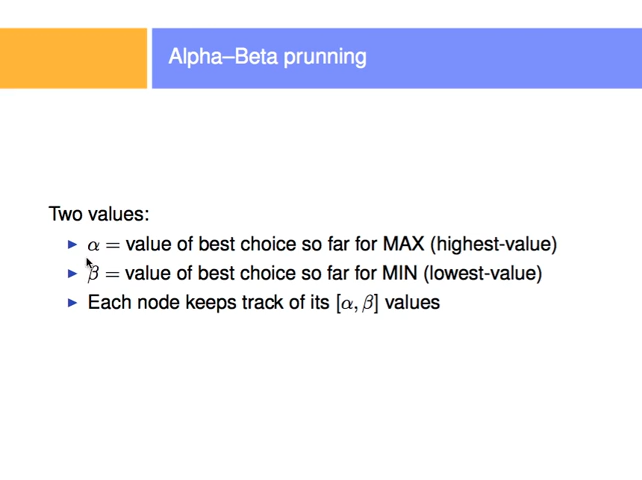 Alpha–Beta prunning
Two values:
▶ α = value of best choice so far for MAX (highest-value)
▶ β = value of best choice so far for MIN (lowest-value)
▶ Each node keeps track of its [α, β] values